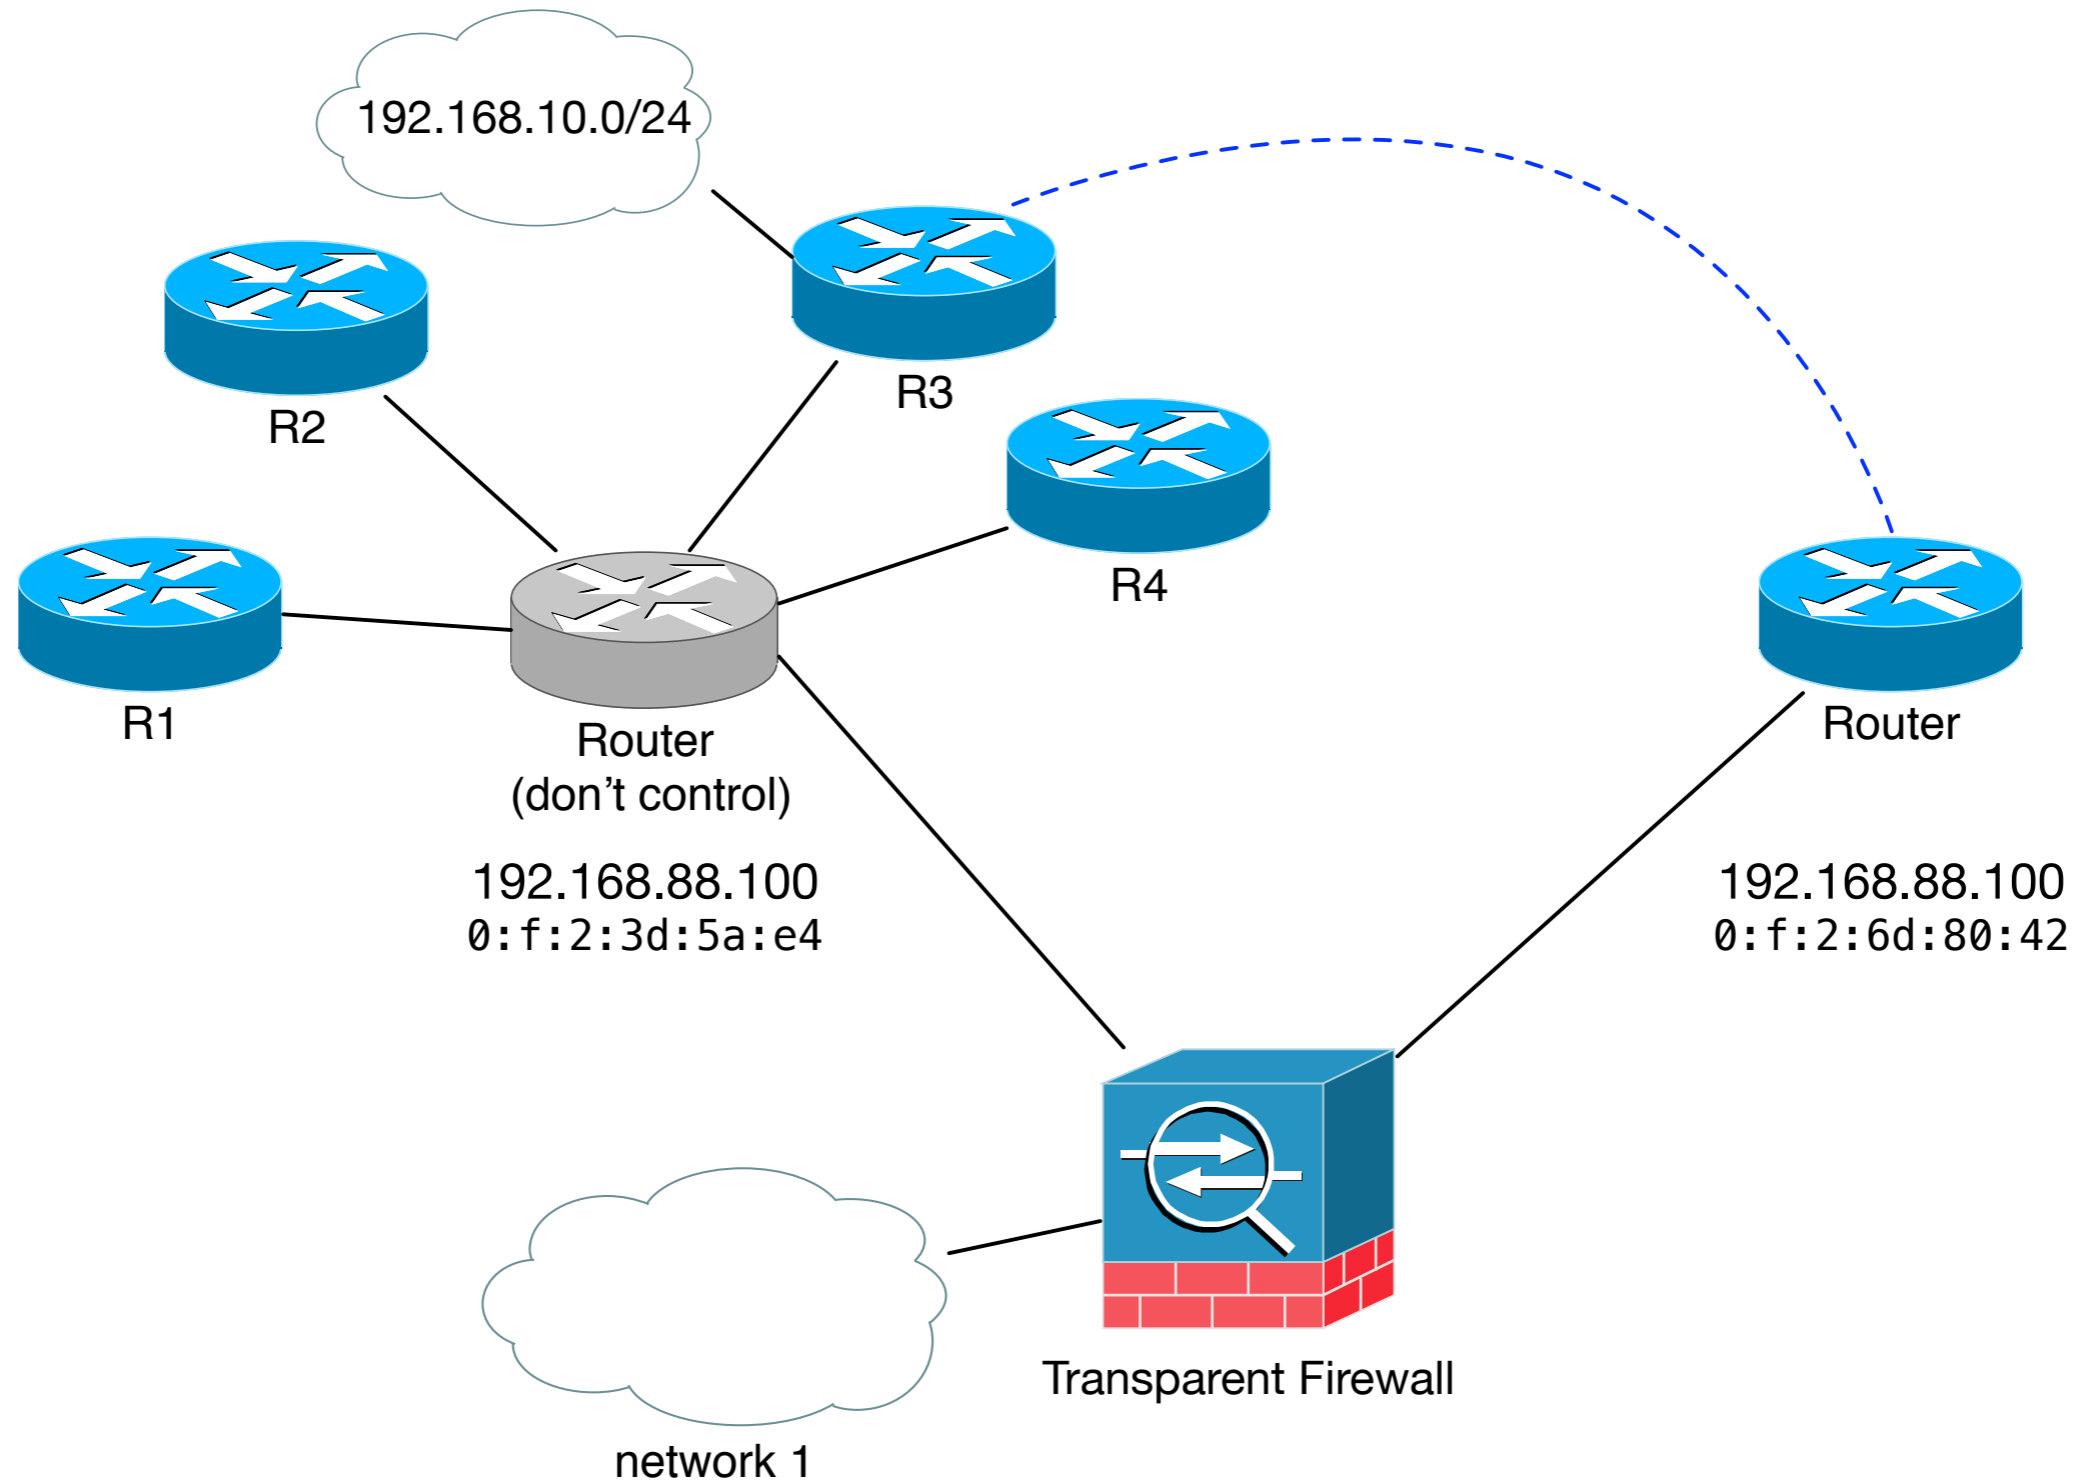 192.168.10.0/24
R3
R2
R4
R1
Router
(don't control)
192.168.88.100
0:f:2:3d:5a:e4
Router
192.168.88.100
0:f:2:6d:80:42
Transparent Firewall
network 1